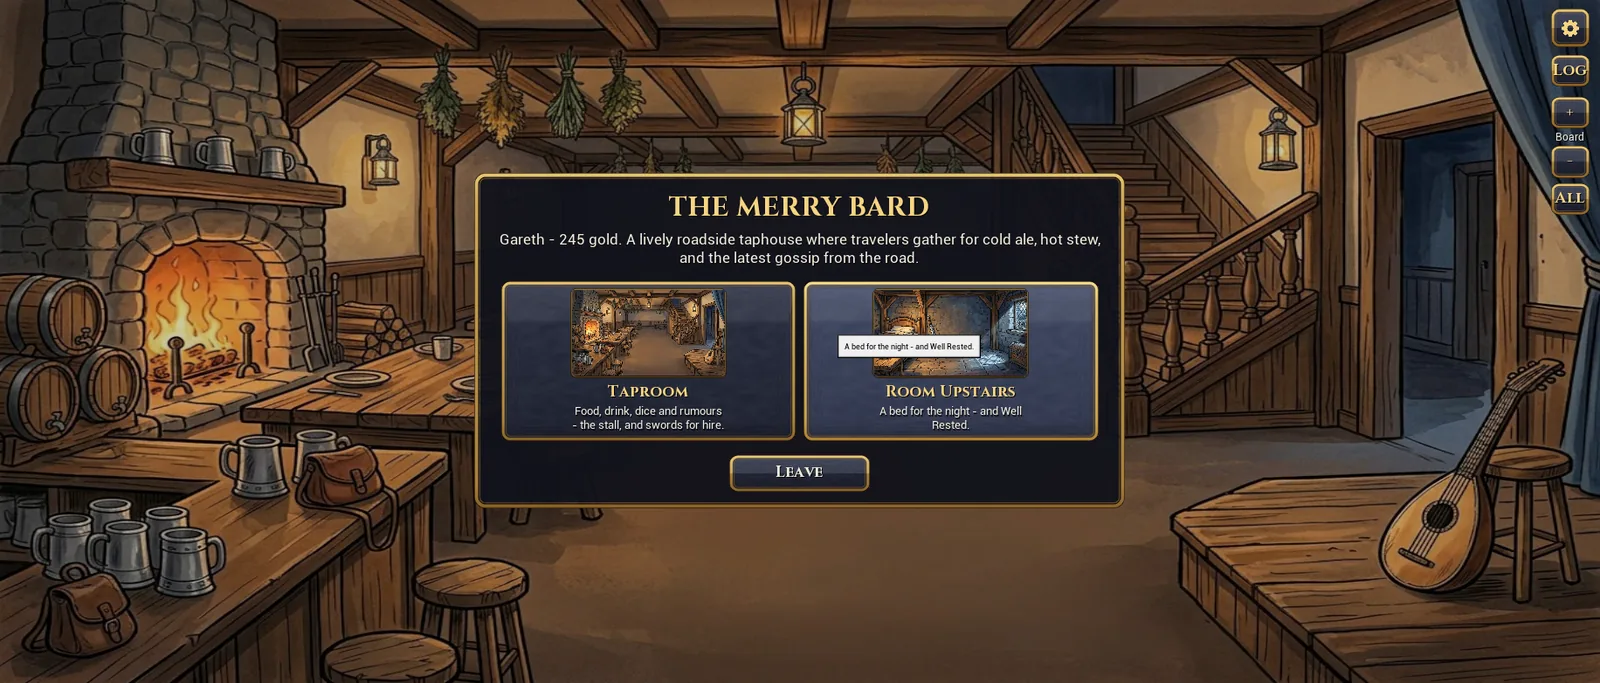 LOG
+
Board
-
ALL
THE MERRY BARD
Gareth - 245 gold. A lively roadside taphouse where travelers gather for cold ale, hot stew,
and the latest gossip from the road.
TAPROOM
Food, drink, dice and rumours
- the stall, and swords for hire.
A bed for the night - and Well Rested.
ROOM UPSTAIRS
A bed for the night - and Well
Rested.
LEAVE